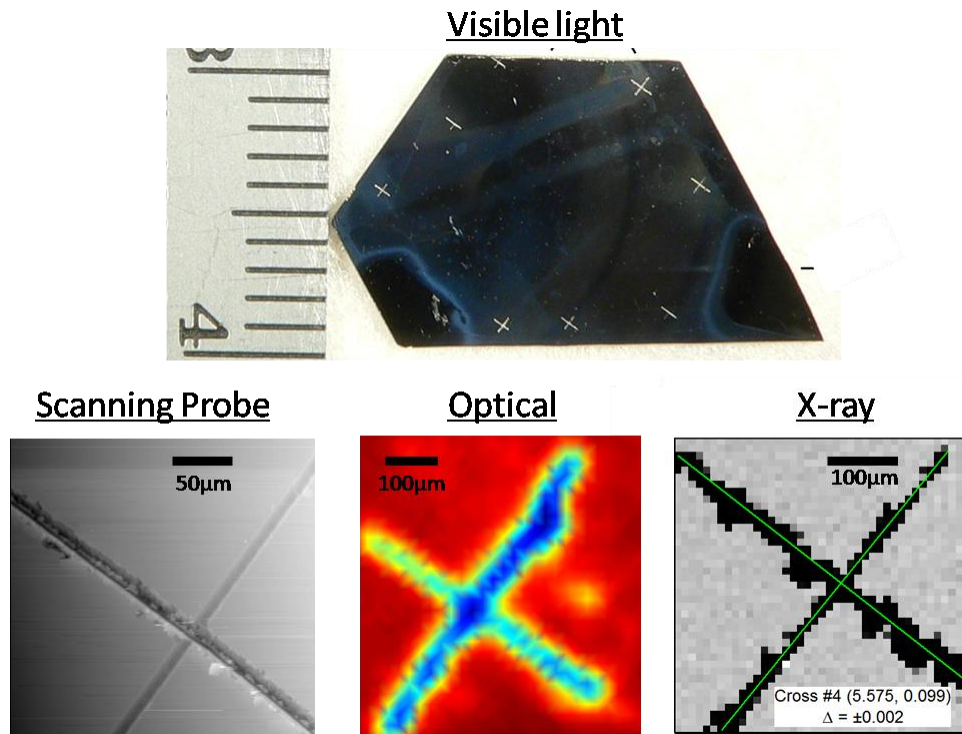 Visible light
3
4
Scanning Probe
Optical
X-ray
50µm
100µm
100µm
Cross #4 (5.575, 0.099)
Δ = ±0.002